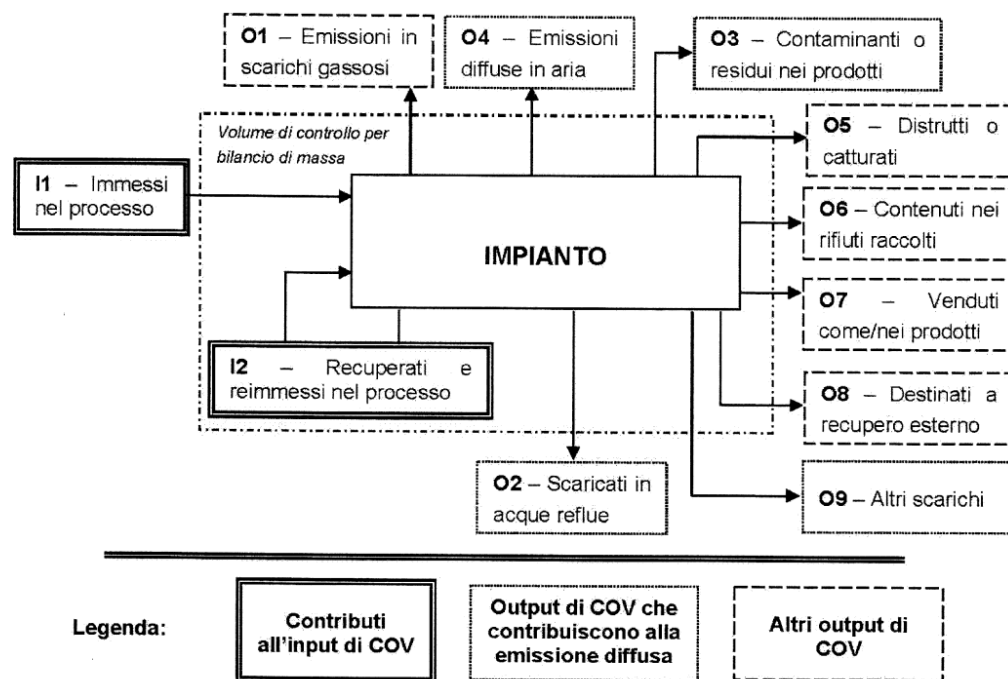 O1 – Emissioni in
scarichi gassosi
O4 – Emissioni
diffuse in aria
O3 – Contaminanti o
residui nei prodotti
Volume di controllo per
bilancio di massa
O5 – Distrutti o
catturati
I1 – Immessi
nel processo
O6 – Contenuti nei
rifiuti raccolti
IMPIANTO
O7 – Venduti
come/nei prodotti
I2 – Recuperati e
reimmessi nel processo
O8 – Destinati a
recupero esterno
O2 – Scaricati in
acque reflue
O9 – Altri scarichi
Legenda:
Contributi
all'input di COV
Output di COV che
contribuiscono alla
emissione diffusa
Altri output di
COV